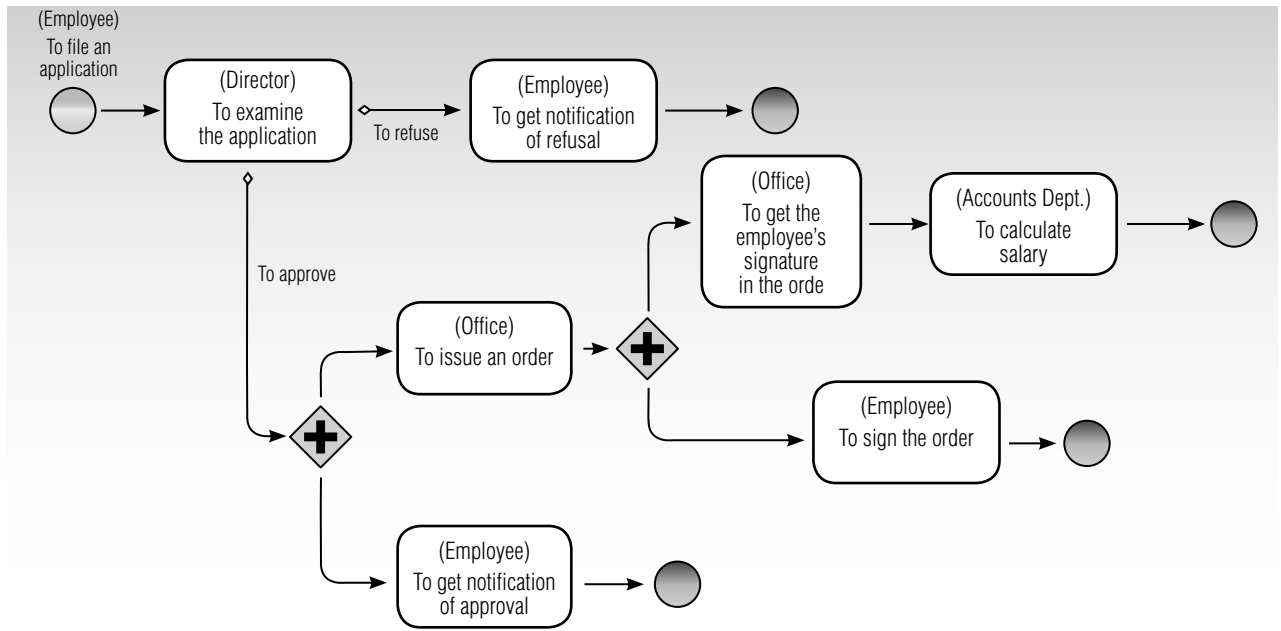 (Employee)
To file an
application
(Director)
To examine
the application
To refuse
(Employee)
To get notification
of refusal
(Office)
To get the
employee's
signature
in the orde
(Accounts Dept.)
To calculate
salary
To approve
(Office)
To issue an order
(Employee)
To sign the order
(Employee)
To get notification
of approval